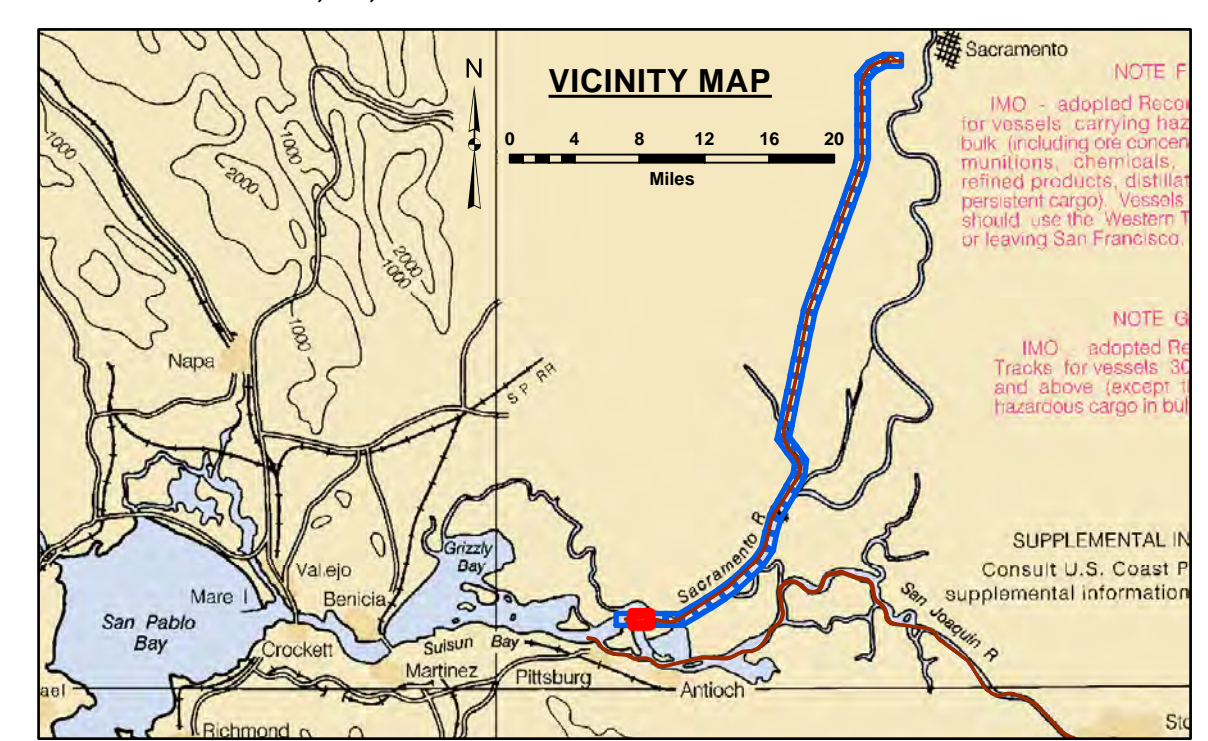 Sacramento
NOTE F
IMO - adopted Recor
for vessels carrying haz
bulk (including ore concen
munitions, chemicals,
refined products, distillat
persistent cargo). Vessels
should use the Western T
or leaving San Francisco.
N
VICINITY MAP
0 4 8 12 16 20
Miles
1000
1000
2000
2000
1000
1000
NOTE G
IMO - adopted Re
Tracks for vessels 30
and above (except t
hazardous cargo in bul
Napa
S P RR
Grizzly
Bay
Sacramento R
SUPPLEMENTAL IN
Consult U.S. Coast P
supplemental information
Vallejo
Mare I
Benicia
San Pablo
Bay
San Joaquin R
Crockett
Suisun Bay
Martinez
Pittsburg
Antioch
ael
Richmond
Sto